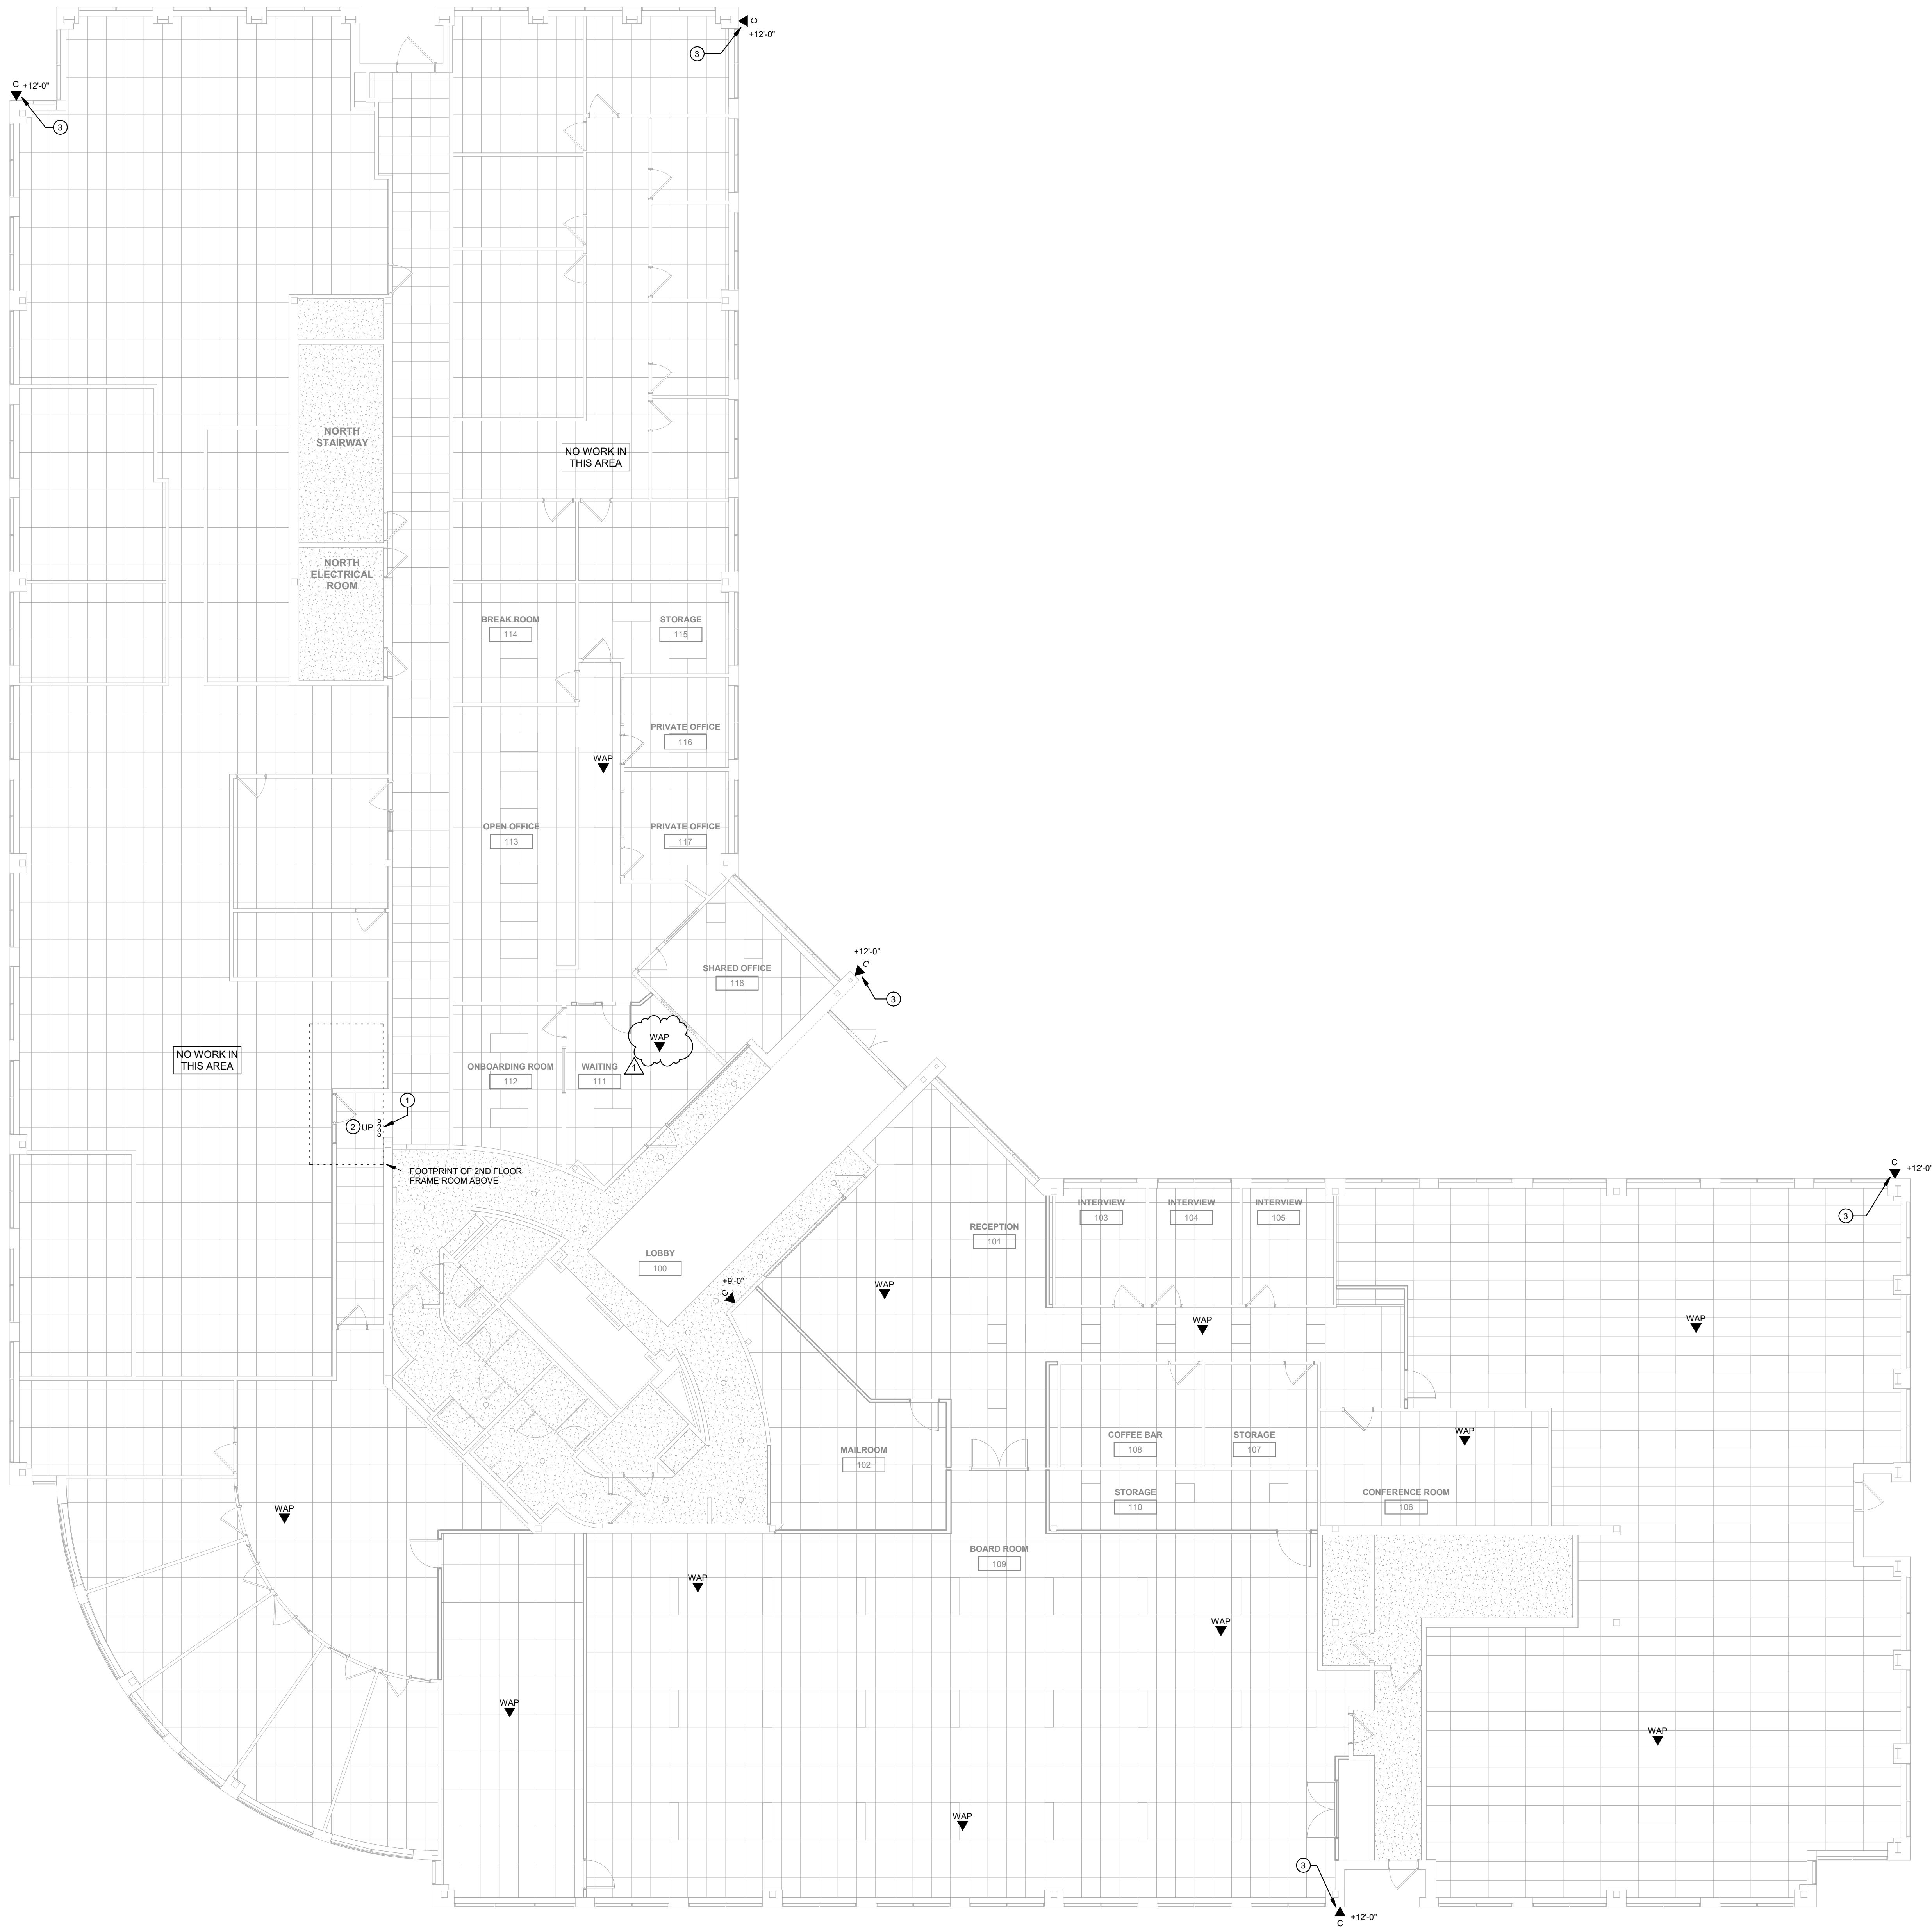 C
+12'-0"
3
C +12'-0"
3
NORTH
STAIRWAY
NO WORK IN
THIS AREA
NORTH
ELECTRICAL
ROOM
BREAK ROOM
114
STORAGE
115
PRIVATE OFFICE
116
WAP
OPEN OFFICE
113
PRIVATE OFFICE
117
+12'-0"
C
SHARED OFFICE
118
3
WAP
1
NO WORK IN
THIS AREA
ONBOARDING ROOM
112
WAITING
111
1
2 UP
FOOTPRINT OF 2ND FLOOR
FRAME ROOM ABOVE
C
+12'-0"
3
INTERVIEW
103
INTERVIEW
104
INTERVIEW
105
RECEPTION
101
LOBBY
100
+9'-0"
C
WAP
WAP
WAP
COFFEE BAR
108
STORAGE
107
WAP
MAILROOM
102
STORAGE
110
CONFERENCE ROOM
106
WAP
BOARD ROOM
109
WAP
WAP
WAP
WAP
WAP
3
C
+12'-0"